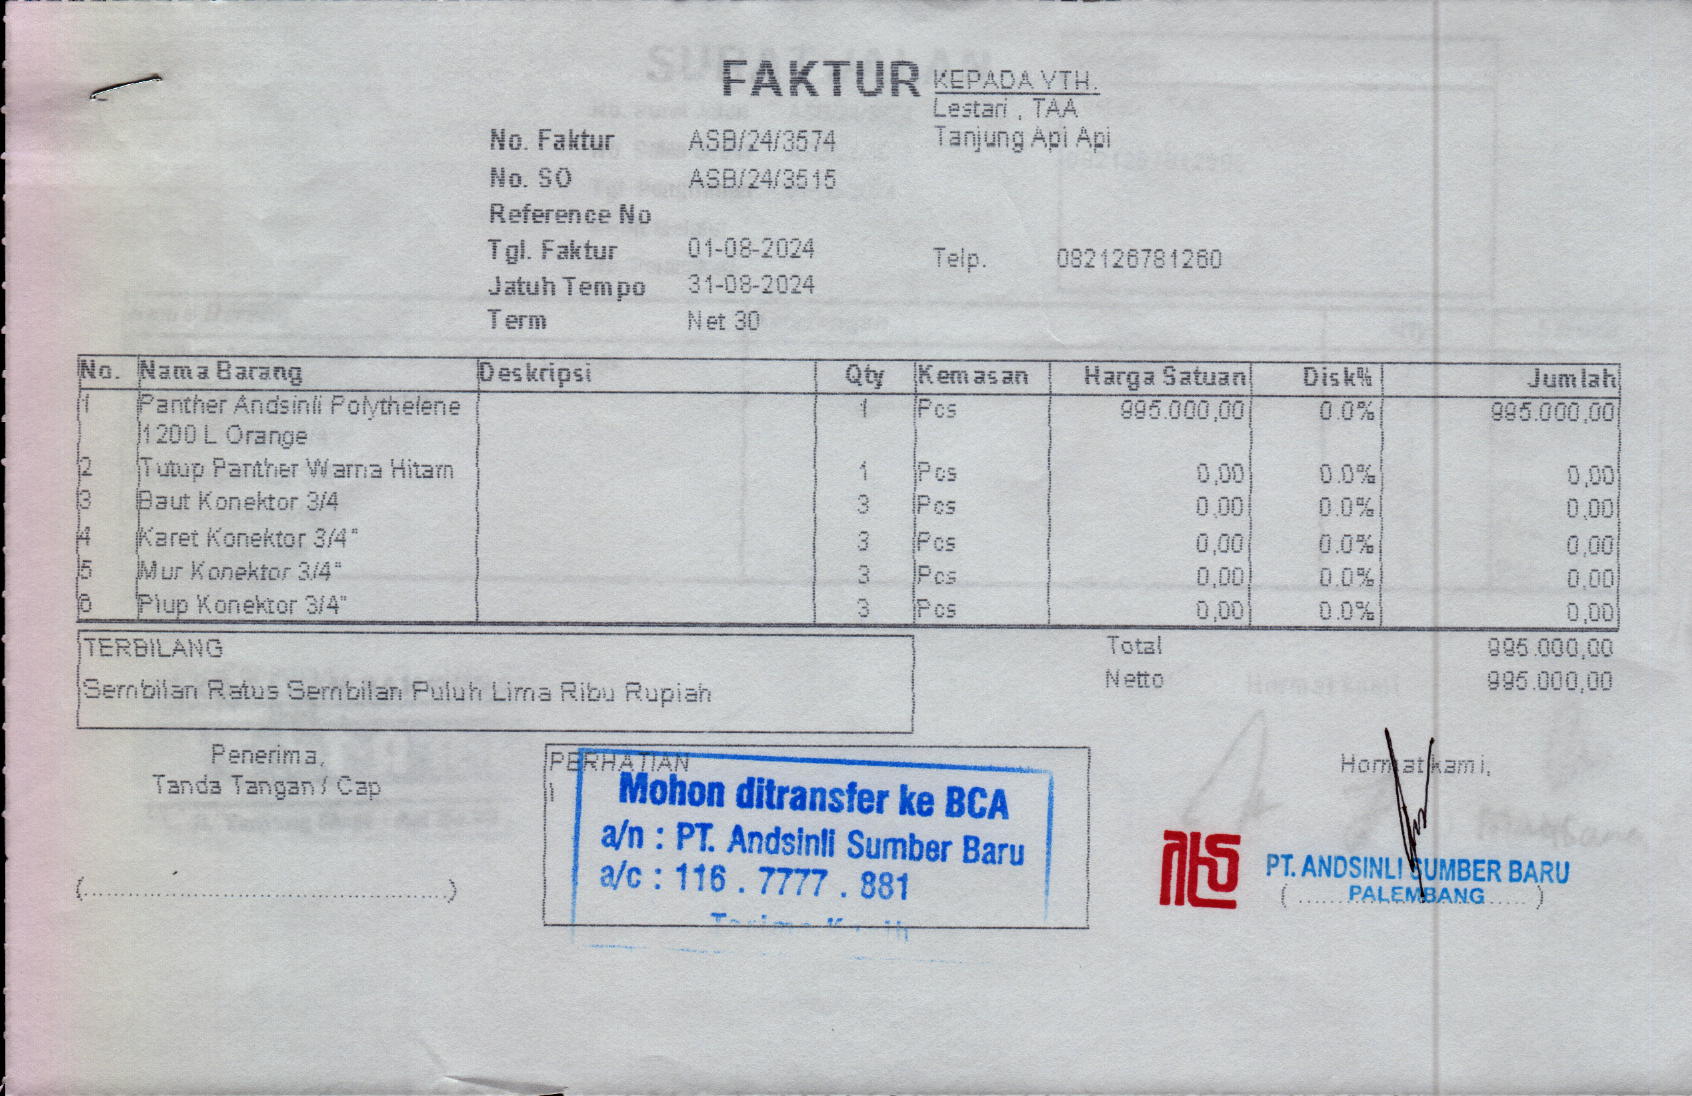 FAKTUR
KEPADA YTH.
Lestari , TAA
Tanjung Api Api
No. Faktur ASB/24/3574
No. SO ASB/24/3515
Reference No
Tgl. Faktur 01-08-2024
Telp. 082126781260
Jatuh Tempo 31-08-2024
Term Net 30
No. Nama Barang Deskripsi Qty Kemasan Harga Satuan Disk% Jumlah
1 Panther Andsinli Polythelene 1 Pcs 995.000,00 0.0% 995.000,00
1200 L Orange
2 Tutup Panther Warna Hitam 1 Pcs 0,00 0.0% 0,00
3 Baut Konektor 3/4 3 Pcs 0,00 0.0% 0,00
4 Karet Konektor 3/4" 3 Pcs 0,00 0.0% 0,00
5 Mur Konektor 3/4" 3 Pcs 0,00 0.0% 0,00
6 Plup Konektor 3/4" 3 Pcs 0,00 0.0% 0,00
TERBILANG
Sembilan Ratus Sembilan Puluh Lima Ribu Rupiah
Total 995.000,00
Netto 995.000,00
Penerima,
Tanda Tangan / Cap
(........................................)
PERHATIAN
Mohon ditransfer ke BCA
a/n : PT. Andsinli Sumber Baru
a/c : 116 . 7777 . 881
Terima Kasih
Hormat kami,
PT. ANDSINLI SUMBER BARU
PALEMBANG